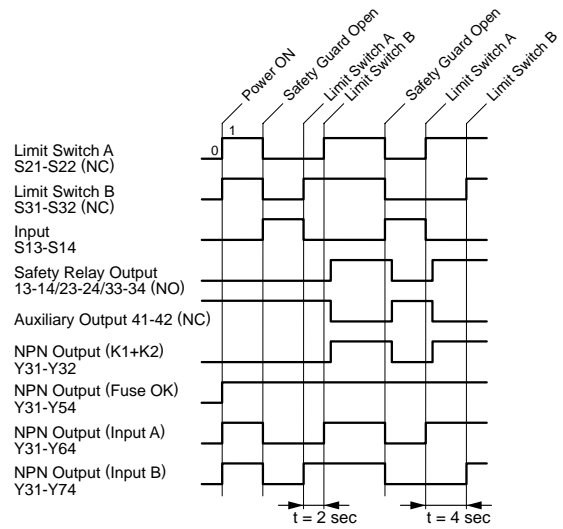 Power ON
Safety Guard Open
Limit Switch A
Limit Switch B
Safety Guard Open
Limit Switch A
Limit Switch B
0
1
Limit Switch A
S21-S22 (NC)
Limit Switch B
S31-S32 (NC)
Input
S13-S14
Safety Relay Output
13-14/23-24/33-34 (NO)
Auxiliary Output 41-42 (NC)
NPN Output (K1+K2)
Y31-Y32
NPN Output (Fuse OK)
Y31-Y54
NPN Output (Input A)
Y31-Y64
NPN Output (Input B)
Y31-Y74
t = 2 sec
t = 4 sec